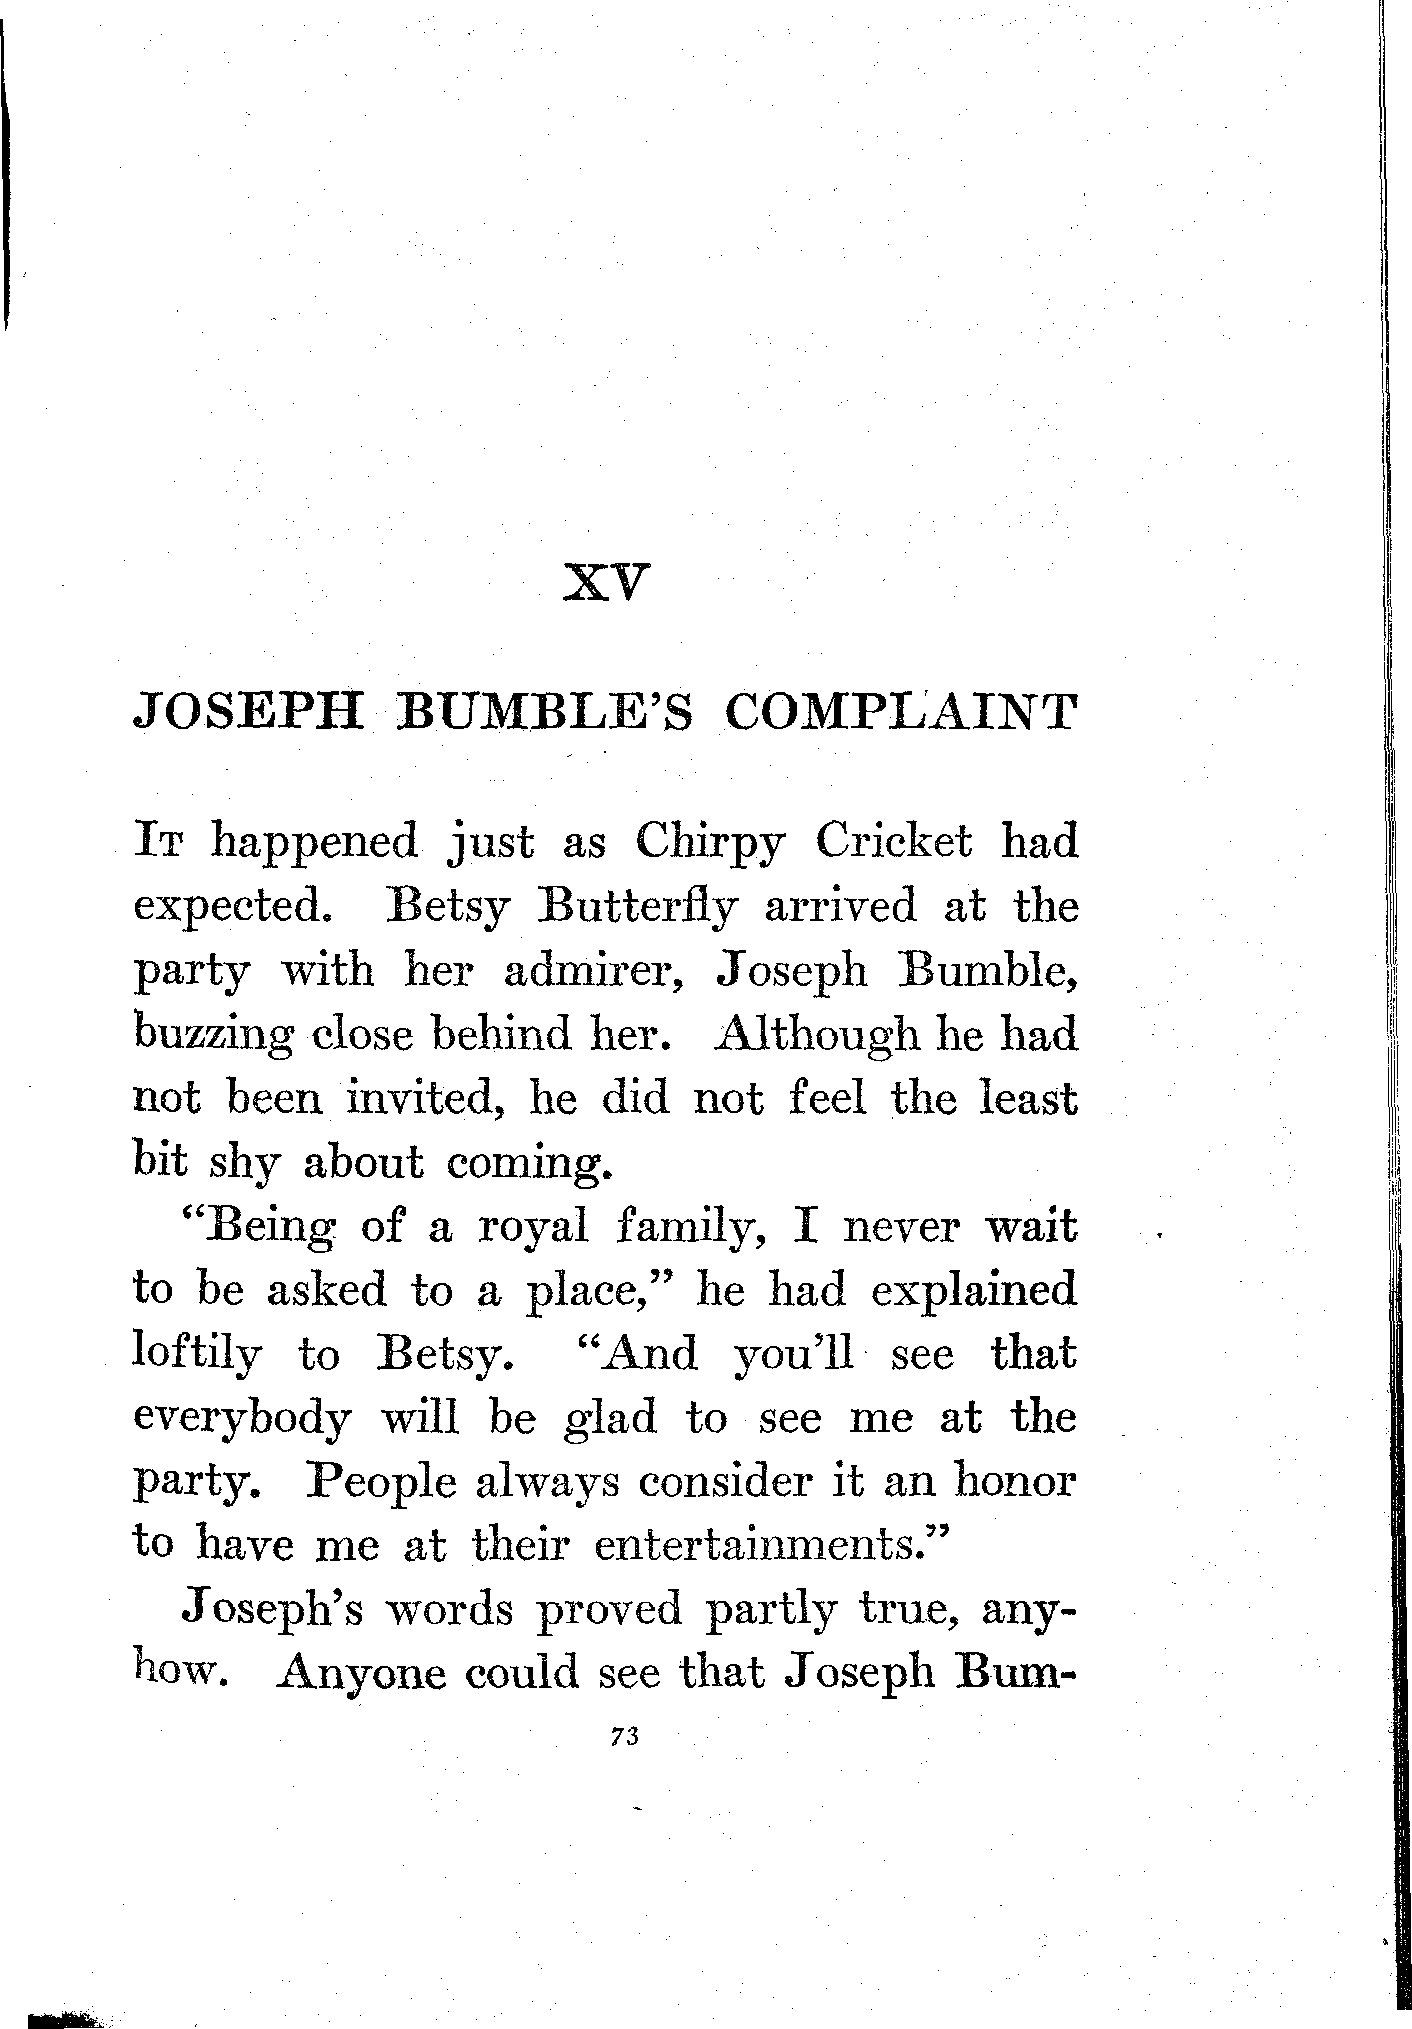 XV
JOSEPH BUMBLE'S COMPLAINT
IT happened just as Chirpy Cricket had
expected. Betsy Butterfly arrived at the
party with her admirer, Joseph Bumble,
buzzing close behind her. Although he had
not been invited, he did not feel the least
bit shy about coming.
“Being of a royal family, I never wait
to be asked to a place,” he had explained
loftily to Betsy. “And you'll see that
everybody will be glad to see me at the
party. People always consider it an honor
to have me at their entertainments.”
Joseph's words proved partly true, any-
how. Anyone could see that Joseph Bum-
73